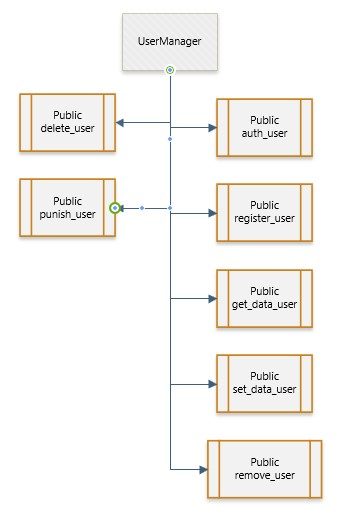 UserManager
Public
delete_user
Public
auth_user
Public
punish_user
Public
register_user
Public
get_data_user
Public
set_data_user
Public
remove_user